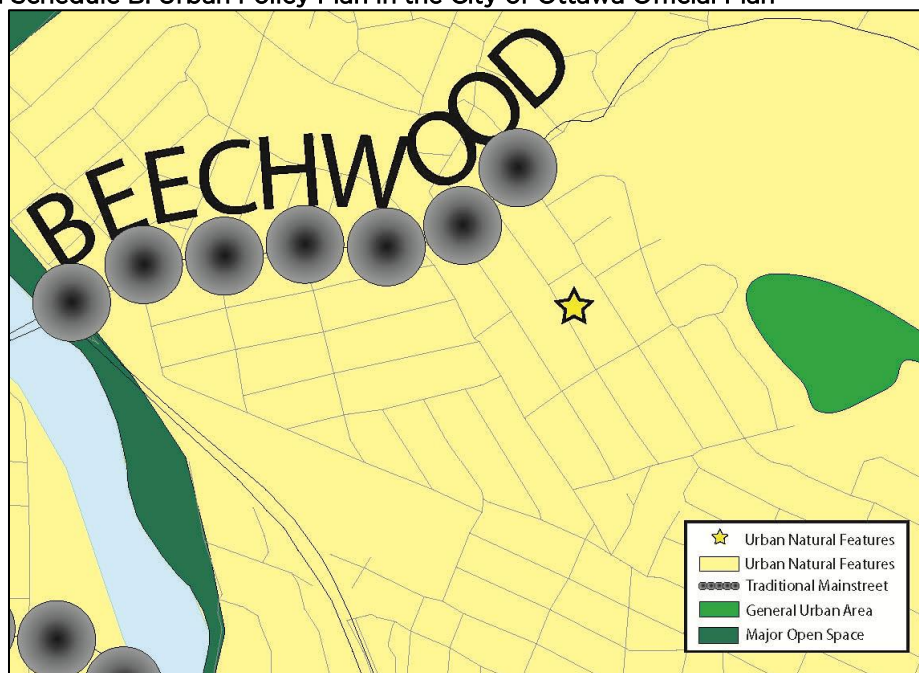 Schedule B: Urban Policy Plan in the City of Ottawa Official Plan
BEECHWOOD
Urban Natural Features
Urban Natural Features
Traditional Mainstreet
General Urban Area
Major Open Space